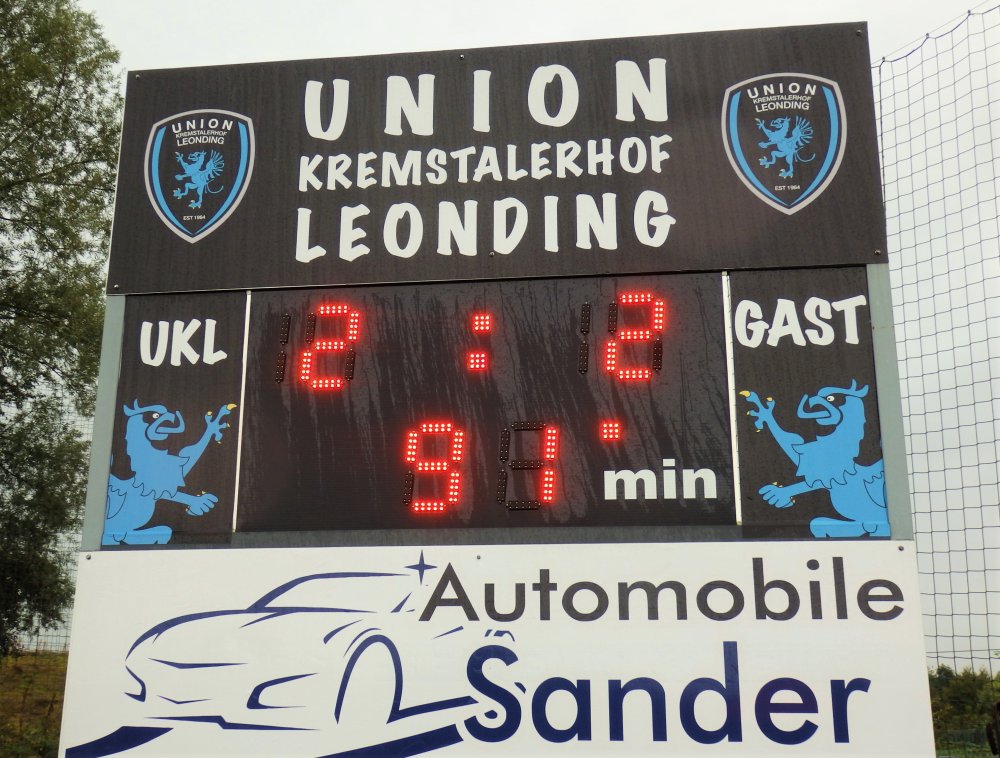 UNION
KREMSTALERHOF
LEONDING
UNION
KREMSTALERHOF
LEONDING
EST 1964
UNION
KREMSTALERHOF
LEONDING
EST 1964
UKL
2 : 2
GAST
91 min
Automobile
Sander